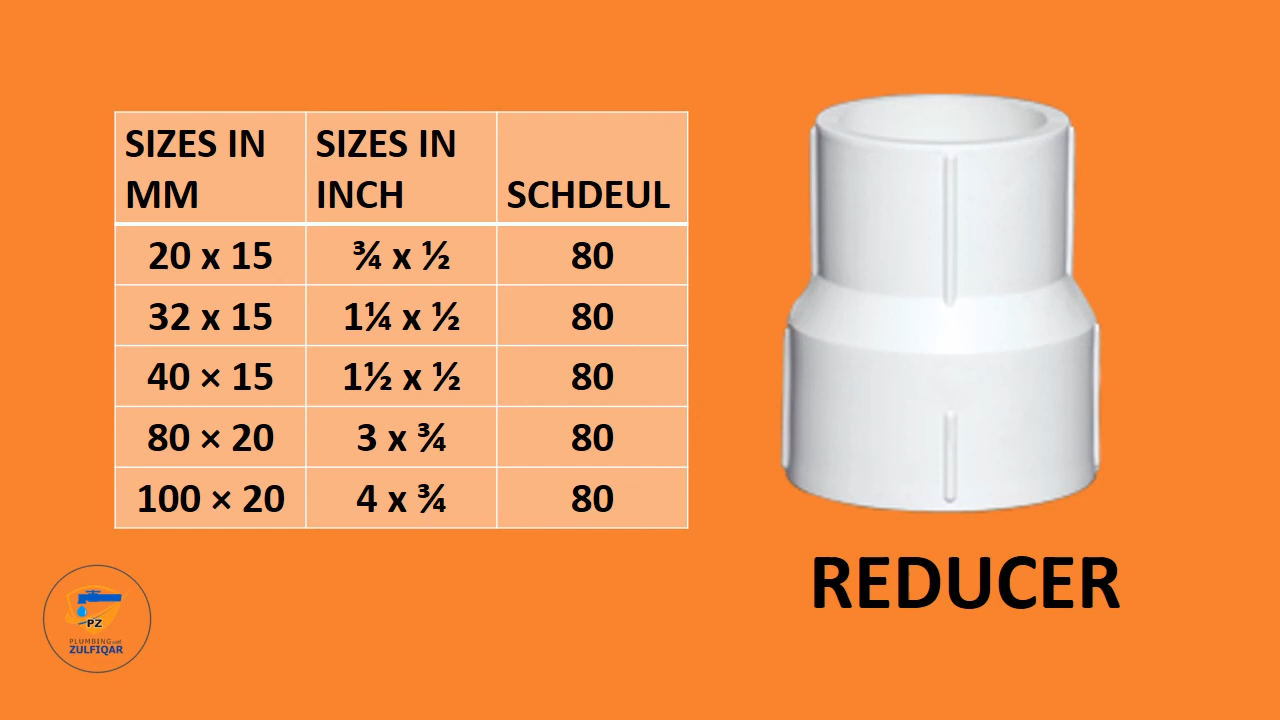 SIZES IN MM SIZES IN INCH SCHDEUL
20 x 15 ¾ x ½ 80
32 x 15 1¼ x ½ 80
40 × 15 1½ x ½ 80
80 × 20 3 x ¾ 80
100 × 20 4 x ¾ 80
REDUCER
PZ
PLUMBING with
ZULFIQAR